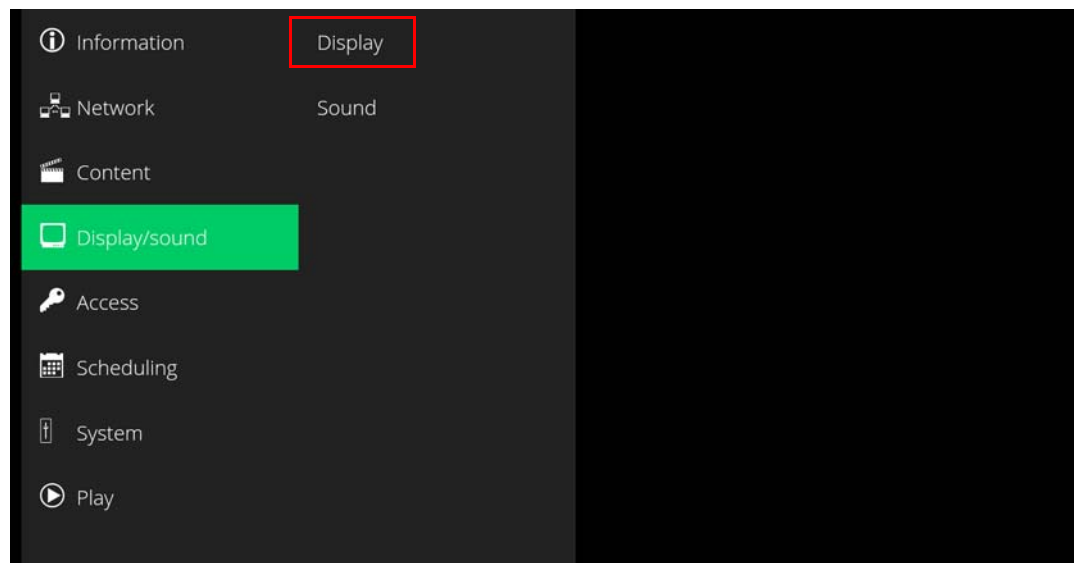 Information
Network
Content
Display/sound
Access
Scheduling
System
Play
Display
Sound